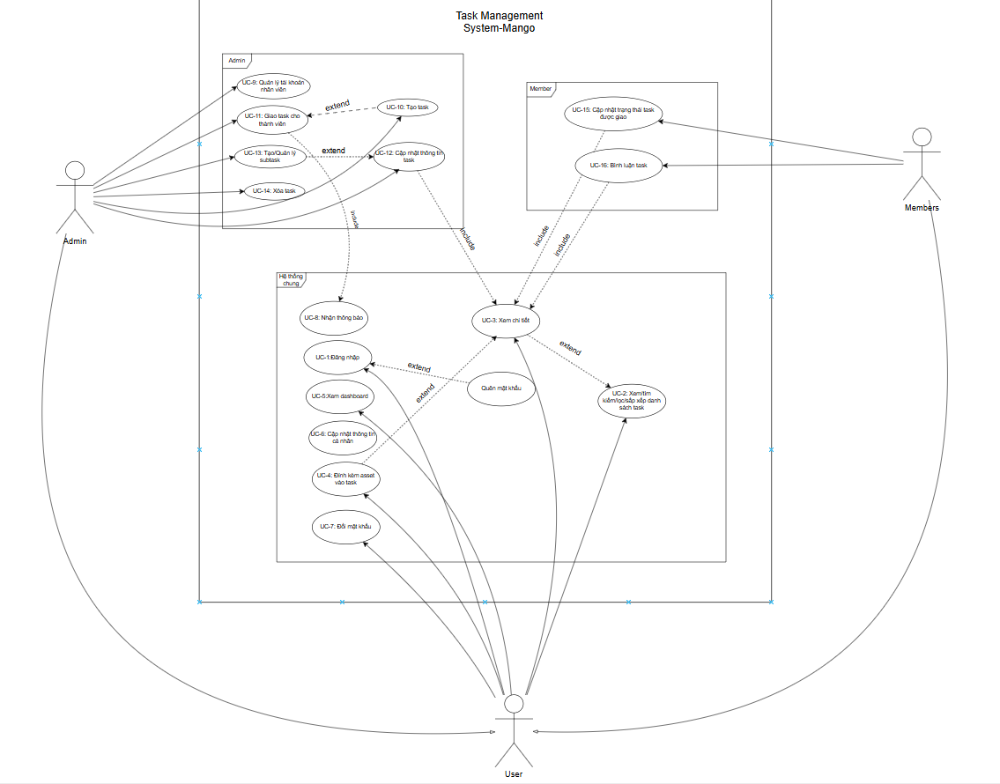 Task Management
System-Mango
Admin
UC-9: Quản lý tài khoản
nhân viên
UC-11: Giao task cho
thành viên
extend
UC-10: Tạo task
UC-13: Tạo/Quản lý
subtask
extend
UC-12: Cập nhật thông tin
task
UC-14: Xóa task
Member
UC-15: Cập nhật trạng thái task
được giao
UC-16: Bình luận task
Admin
Members
include
include
include
include
Hệ thống
chung
UC-8: Nhận thông báo
UC-3: Xem chi tiết
UC-1:Đăng nhập
extend
extend
extend
Quên mật khẩu
UC-5:Xem dashboard
UC-2: Xem/tìm
kiếm/lọc/sắp xếp danh
sách task
UC-6: Cập nhật thông tin
cá nhân
UC-4: Đính kèm asset
vào task
UC-7: Đổi mật khẩu
User